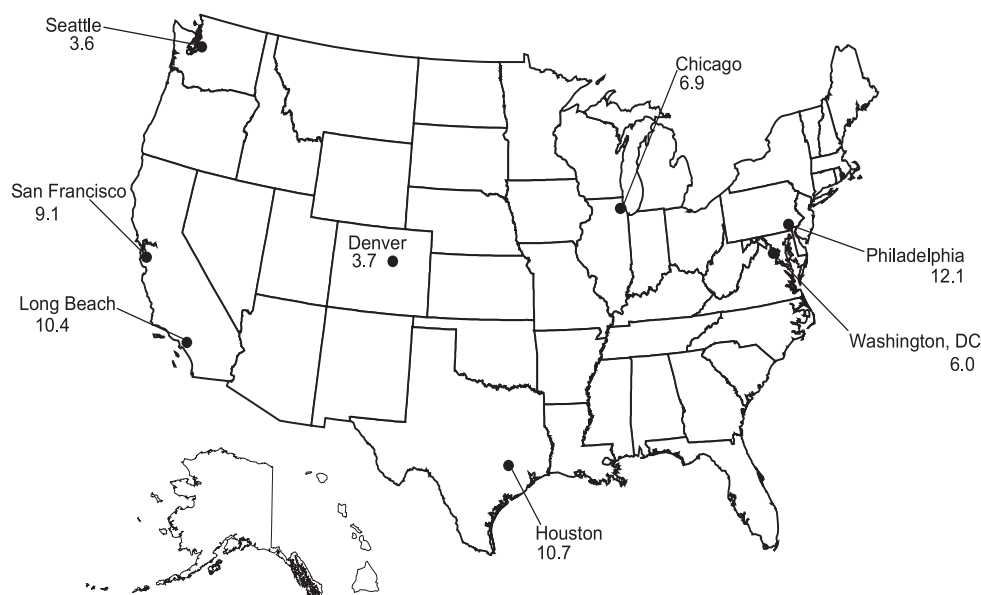 Seattle
3.6
Chicago
6.9
San Francisco
9.1
Denver
3.7
Philadelphia
12.1
Long Beach
10.4
Washington, DC
6.0
Houston
10.7